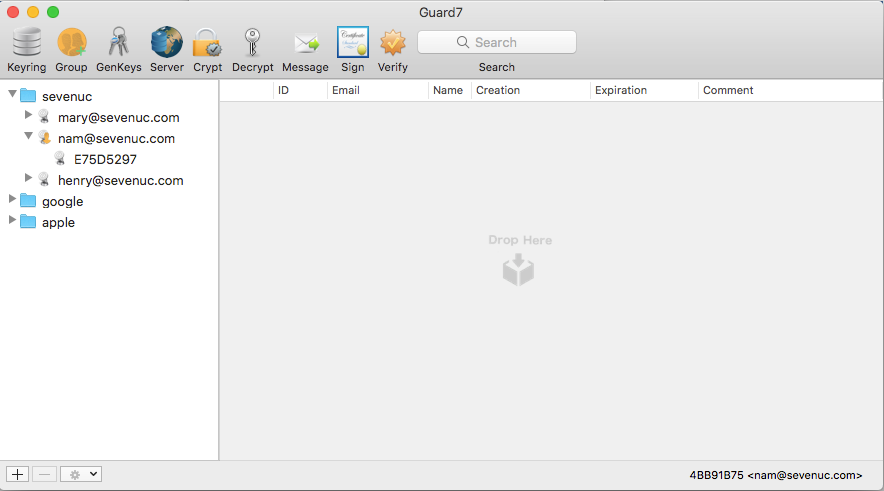 Guard7
Keyring Group GenKeys Server Crypt Decrypt Message Sign Verify Search
Search
ID Email Name Creation Expiration Comment
sevenuc
mary@sevenuc.com
nam@sevenuc.com
E75D5297
henry@sevenuc.com
google
apple
Drop Here
4BB91B75 <nam@sevenuc.com>